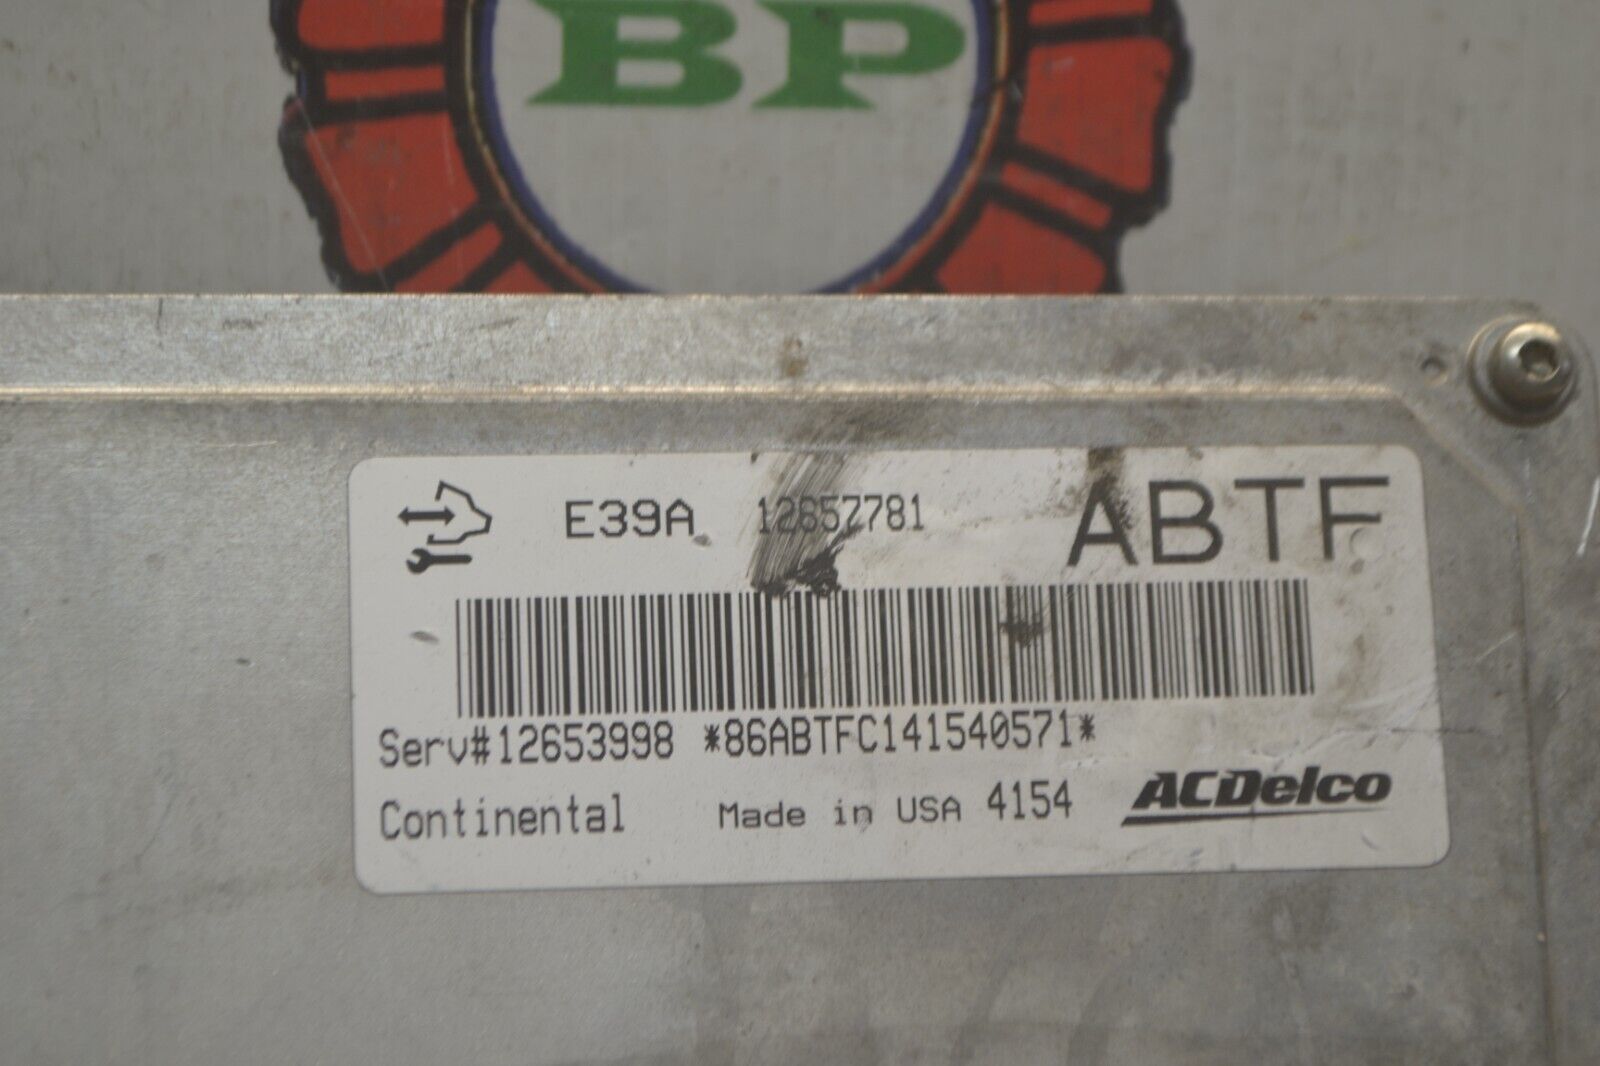 BP
E39A 12657781 ABTF
Serv#12653998 *86ABTFC141540571*
Continental Made in USA 4154 ACDelco